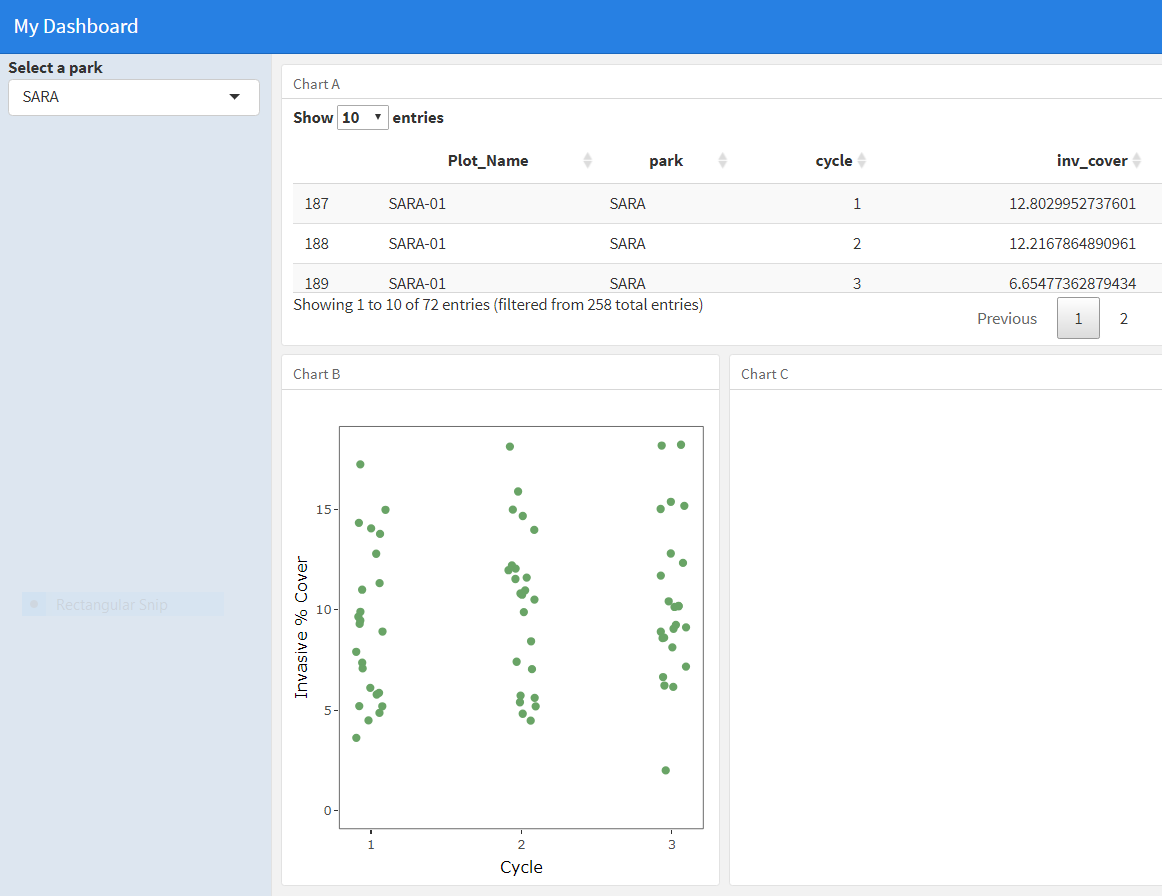 My Dashboard
Select a park
SARA
Chart A
Show 10 entries
Plot_Name park cycle inv_cover
187 SARA-01 SARA 1 12.8029952737601
188 SARA-01 SARA 2 12.2167864890961
189 SARA-01 SARA 3 6.65477362879434
Showing 1 to 10 of 72 entries (filtered from 258 total entries)
Previous 1 2
Chart B
Chart C
15
10
5
0
Invasive % Cover
1 2 3
Cycle
Rectangular Snip